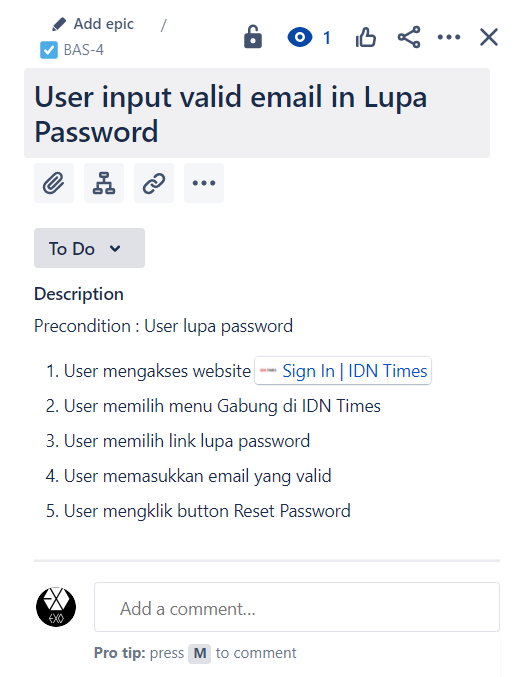 Add epic /
BAS-4
1
User input valid email in Lupa
Password
To Do
Description
Precondition : User lupa password
1. User mengakses website Sign In | IDN Times
2. User memilih menu Gabung di IDN Times
3. User memilih link lupa password
4. User memasukkan email yang valid
5. User mengklik button Reset Password
EXO
Add a comment...
Pro tip: press M to comment